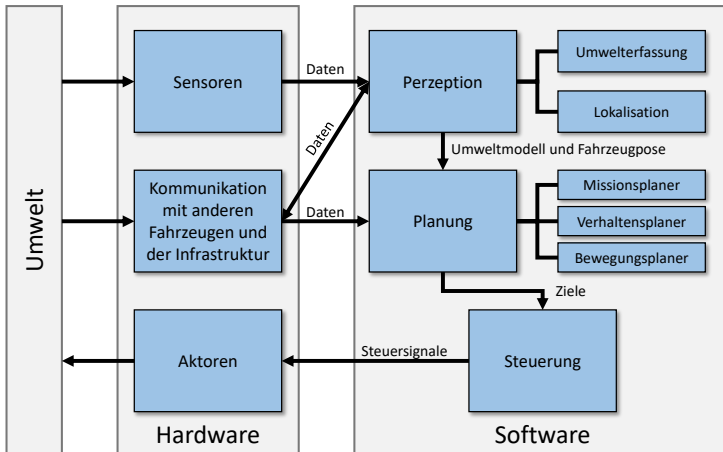 Umwelt
Sensoren
Daten
Perzeption
Umwelterfassung
Lokalisation
Daten
Umweltmodell und Fahrzeugpose
Kommunikation
mit anderen
Fahrzeugen und
der Infrastruktur
Daten
Planung
Missionsplaner
Verhaltensplaner
Bewegungsplaner
Ziele
Aktoren
Steuersignale
Steuerung
Hardware
Software